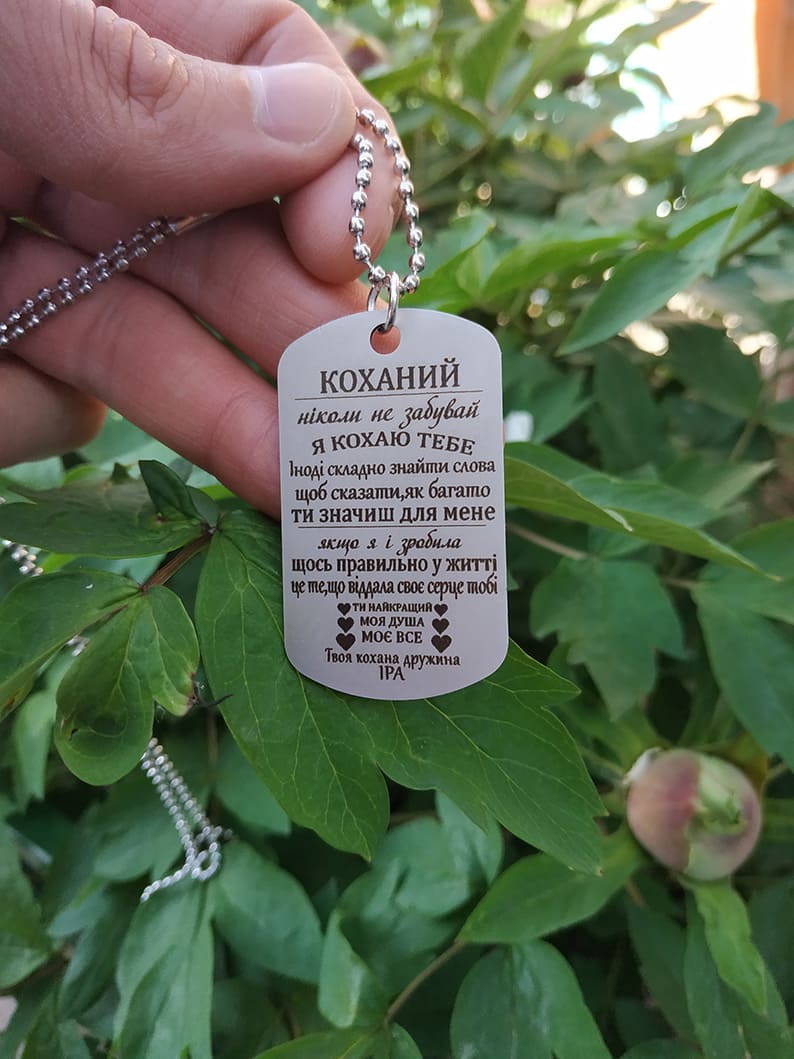 КОХАНИЙ
ніколи не забувай
Я КОХАЮ ТЕБЕ
Іноді складно знайти слова
щоб сказати,як багато
ти значиш для мене
якщо я і зробила
щось правильно у житті
це те,що віддала своє серце тобі
ТИ НАЙКРАЩИЙ
МОЯ ДУША
МОЄ ВСЕ
Твоя кохана дружина
ІРА